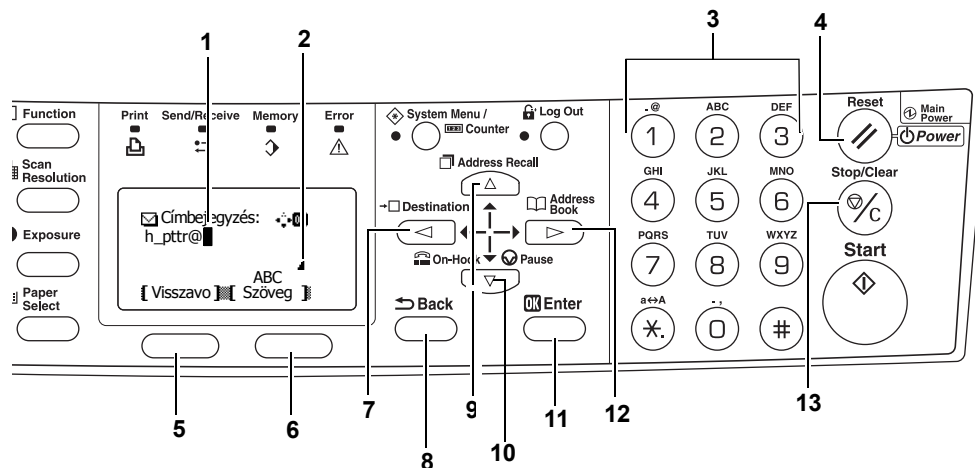 1
2
3
4
Function
Print Send/Receive Memory Error
System Menu /
Counter
Log Out
Address Recall
.@
ABC
DEF
1
2
3
Reset
Main
Power
Power
Scan
Resolution
Címbejegyzés: OK
h_pttr@
Destination
Address
Book
GHI
JKL
MNO
4
5
6
Stop/Clear
C
Exposure
ABC
[ Visszavo ] [ Szöveg ]
On-Hook
Pause
PQRS
TUV
WXYZ
7
8
9
Start
Paper
Select
Back
OK Enter
a↔A
.,
*.
0
#
5
6
7
8
9
10
11
12
13